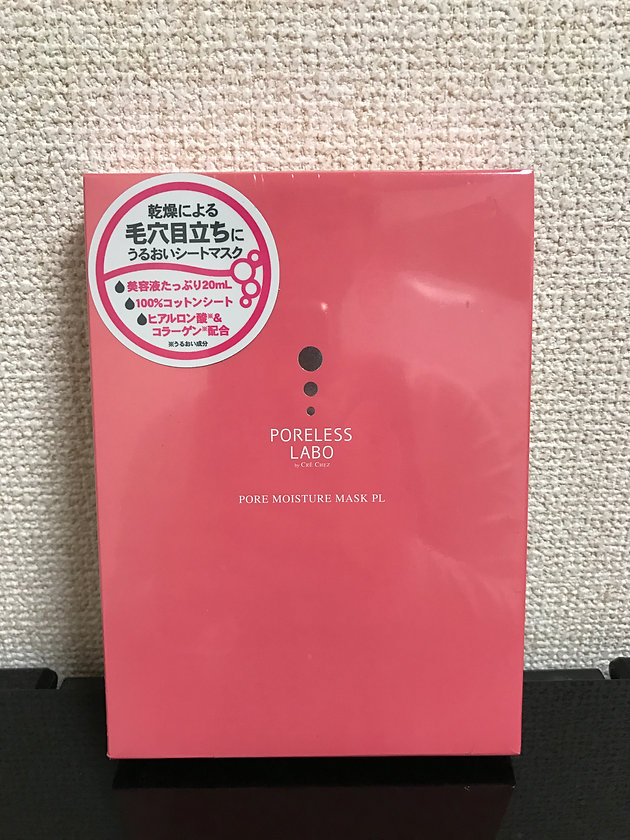 乾燥による
毛穴目立ちに
うるおいシートマスク
美容液たっぷり20mL
100%コットンシート
ヒアルロン酸※&
コラーゲン※配合
※うるおい成分
PORELESS
LABO
by CRÉ CHEZ
PORE MOISTURE MASK PL